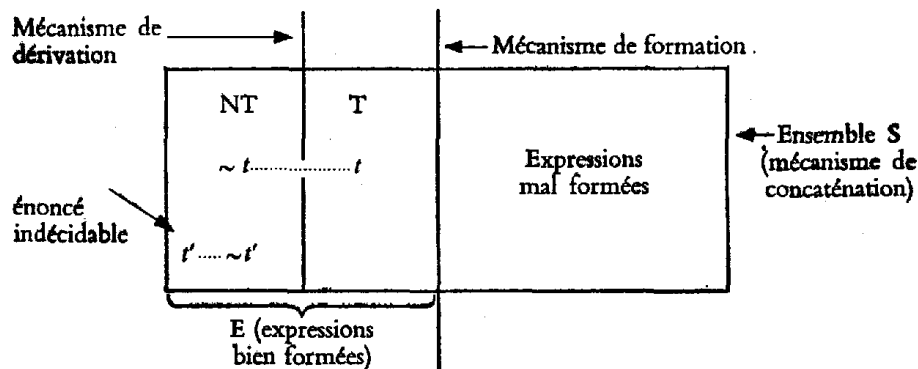 Mécanisme de
dérivation
Mécanisme de formation .
NT
T
~ t..................t
Expressions
mal formées
Ensemble S
(mécanisme de
concaténation)
énoncé
indécidable
t' ..... ~t'
E (expressions
bien formées)